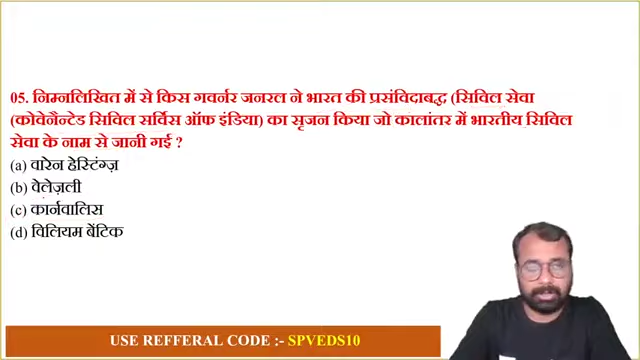 05. निम्नलिखित में से किस गवर्नर जनरल ने भारत की प्रसंविदाबद्ध (सिविल सेवा
(कोवेनैन्टेड सिविल सर्विस ऑफ इंडिया) का सृजन किया जो कालांतर में भारतीय सिविल
सेवा के नाम से जानी गई ?
(a) वारेन हेस्टिंग्ज़
(b) वेलेज़ली
(c) कार्नवालिस
(d) विलियम बेंटिक
USE REFFERAL CODE :- SPVEDS10